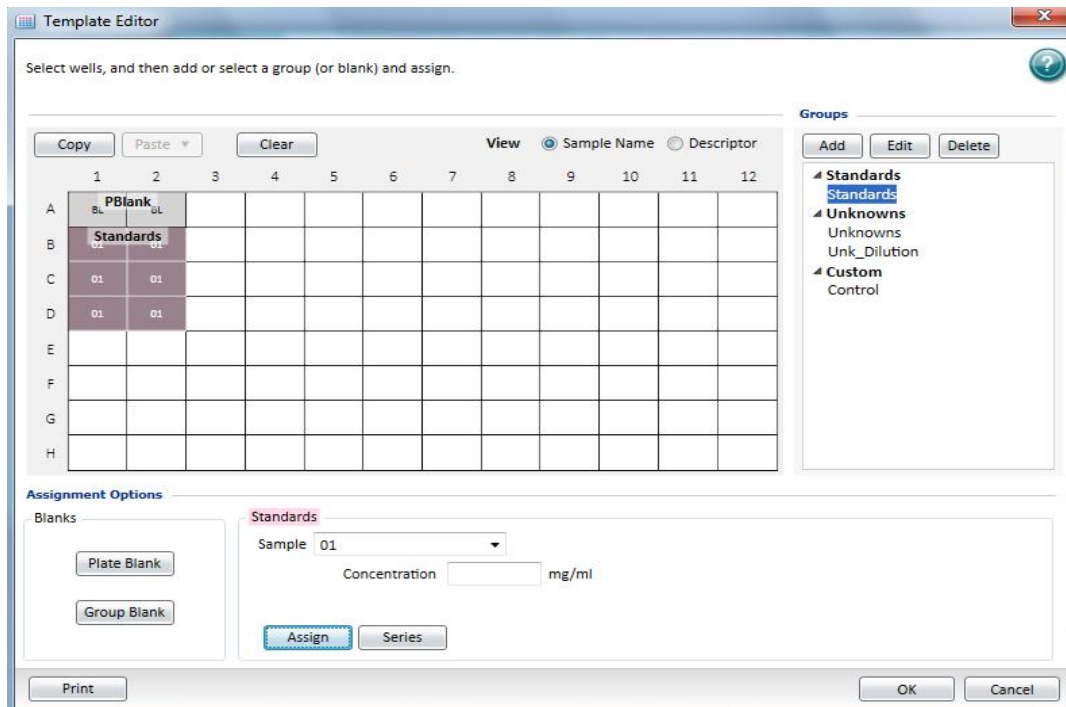 Template Editor
Select wells, and then add or select a group (or blank) and assign.
?
Groups
Copy Paste Clear View Sample Name Descriptor
Add Edit Delete
1 2 3 4 5 6 7 8 9 10 11 12
A BL PBlank BL
B 01 Standards 01
C 01 01
D 01 01
E
F
G
H
Standards
Standards
Unknowns
Unknowns
Unk_Dilution
Custom
Control
Assignment Options
Blanks
Plate Blank
Group Blank
Standards
Sample 01
Concentration mg/ml
Assign Series
Print OK Cancel